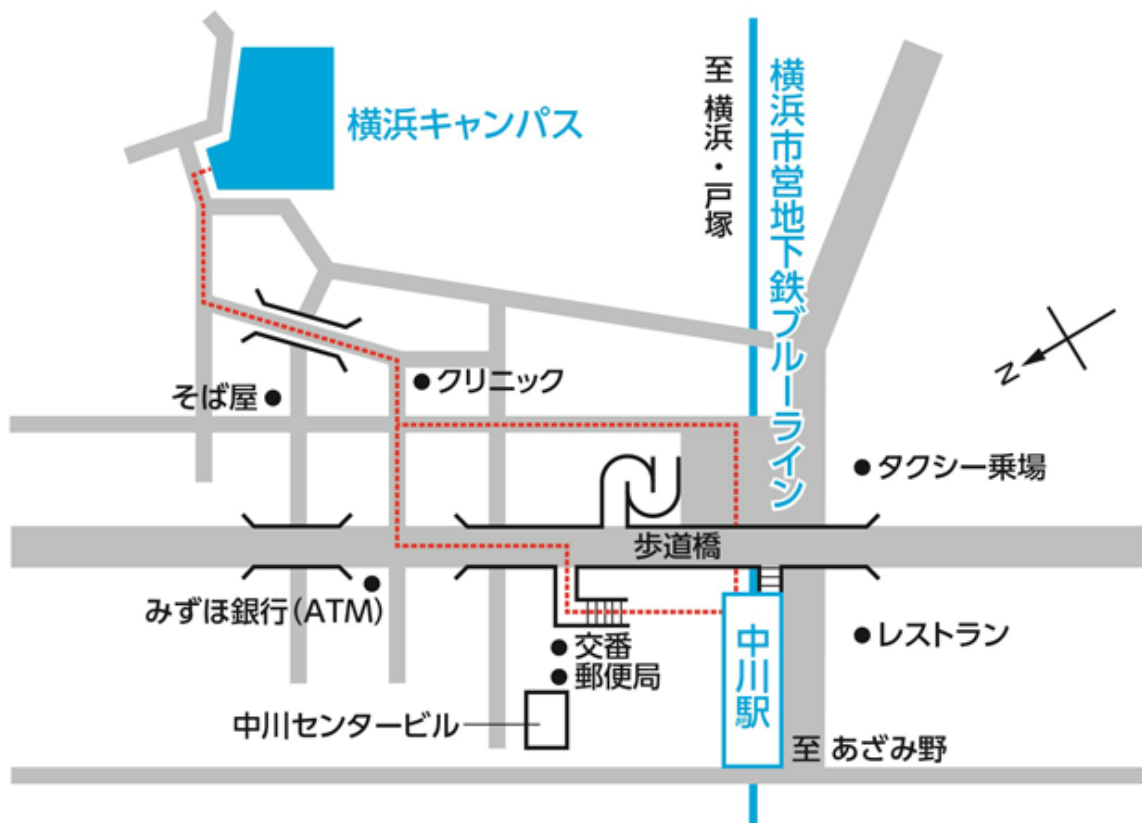 横浜キャンパス
至 横浜・戸塚
横浜市営地下鉄ブルーライン
N
クリニック
そば屋
タクシー乗場
歩道橋
みずほ銀行(ATM)
交番
郵便局
レストラン
中川駅
中川センタービル
至 あざみ野